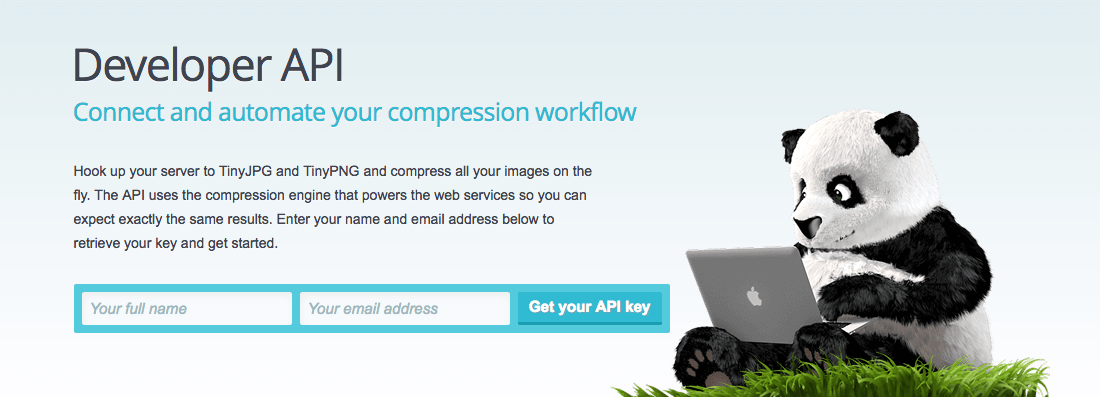 Developer API
Connect and automate your compression workflow
Hook up your server to TinyJPG and TinyPNG and compress all your images on the
fly. The API uses the compression engine that powers the web services so you can
expect exactly the same results. Enter your name and email address below to
retrieve your key and get started.
Your full name
Your email address
Get your API key